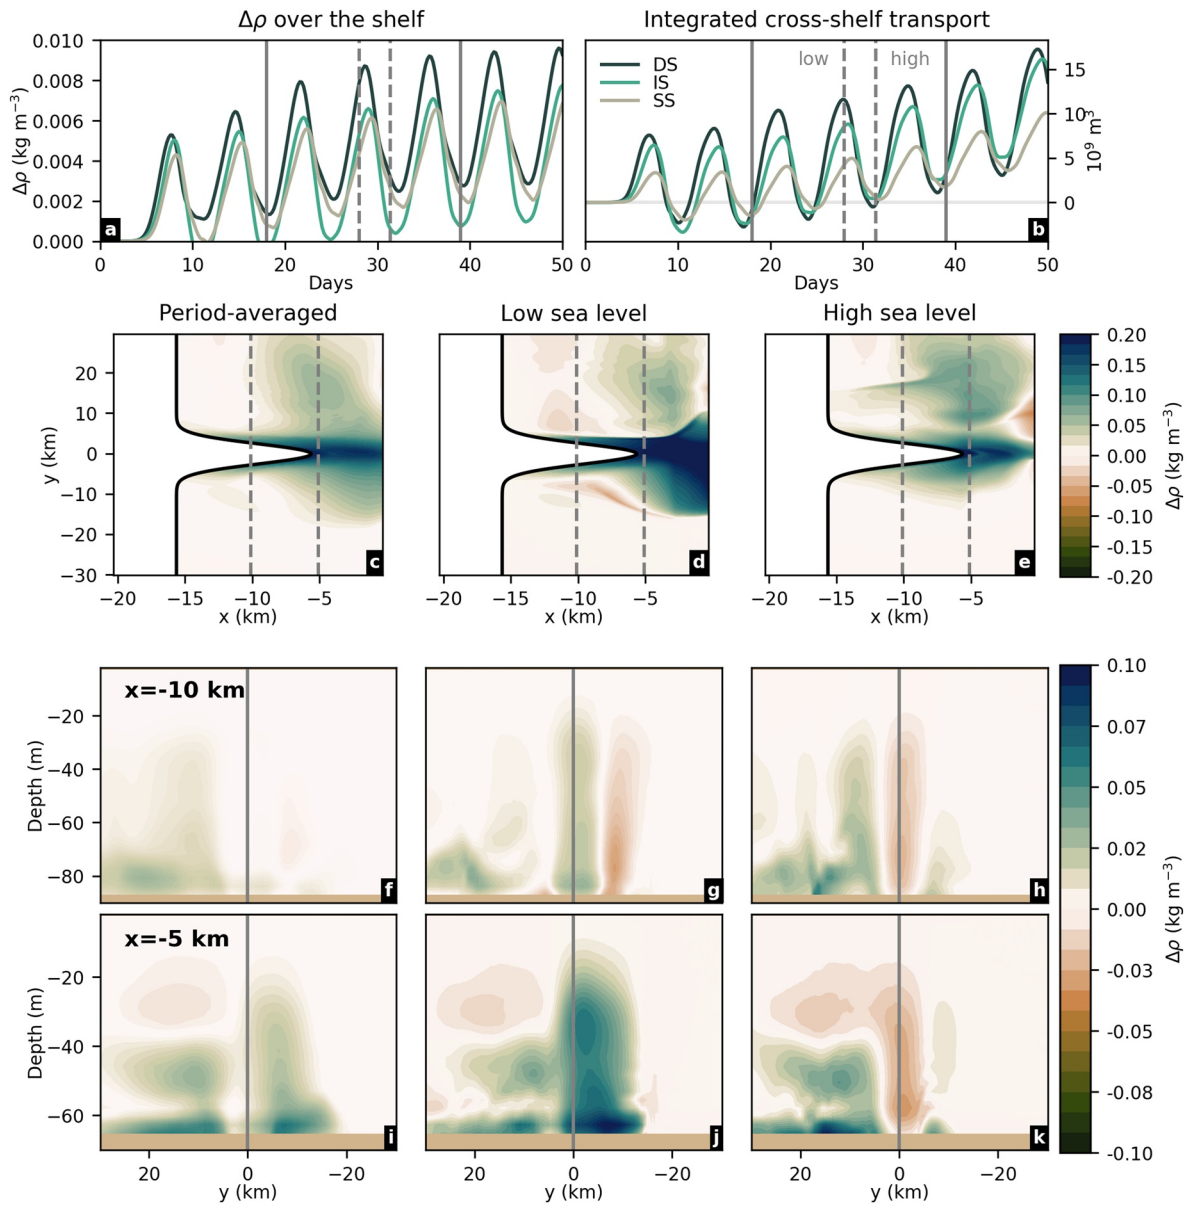 Δρ over the shelf
Integrated cross-shelf transport
0.010
0.008
0.006
0.004
0.002
0.000
Δρ (kg m⁻³)
a
0 10 20 30 40 50
Days
DS
IS
SS
low
high
15
10
5
0
10⁹ m³
b
0 10 20 30 40 50
Days
Period-averaged
Low sea level
High sea level
20
10
0
−10
−20
−30
y (km)
c
d
e
−20 −15 −10 −5
x (km)
−20 −15 −10 −5
x (km)
−20 −15 −10 −5
x (km)
0.20
0.15
0.10
0.05
0.00
-0.05
-0.10
-0.15
-0.20
Δρ (kg m⁻³)
x=-10 km
−20
−40
−60
−80
Depth (m)
f
g
h
x=-5 km
−20
−40
−60
Depth (m)
i
j
k
20 0 −20
y (km)
20 0 −20
y (km)
20 0 −20
y (km)
0.10
0.07
0.05
0.02
0.00
-0.03
-0.05
-0.08
-0.10
Δρ (kg m⁻³)